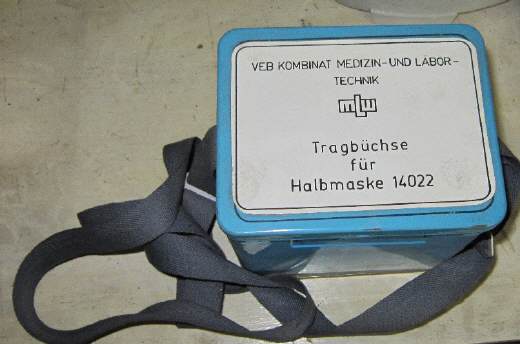 VEB KOMBINAT MEDIZIN-UND LABOR-
TECHNIK
mlw
Tragbüchse
für
Halbmaske 14022